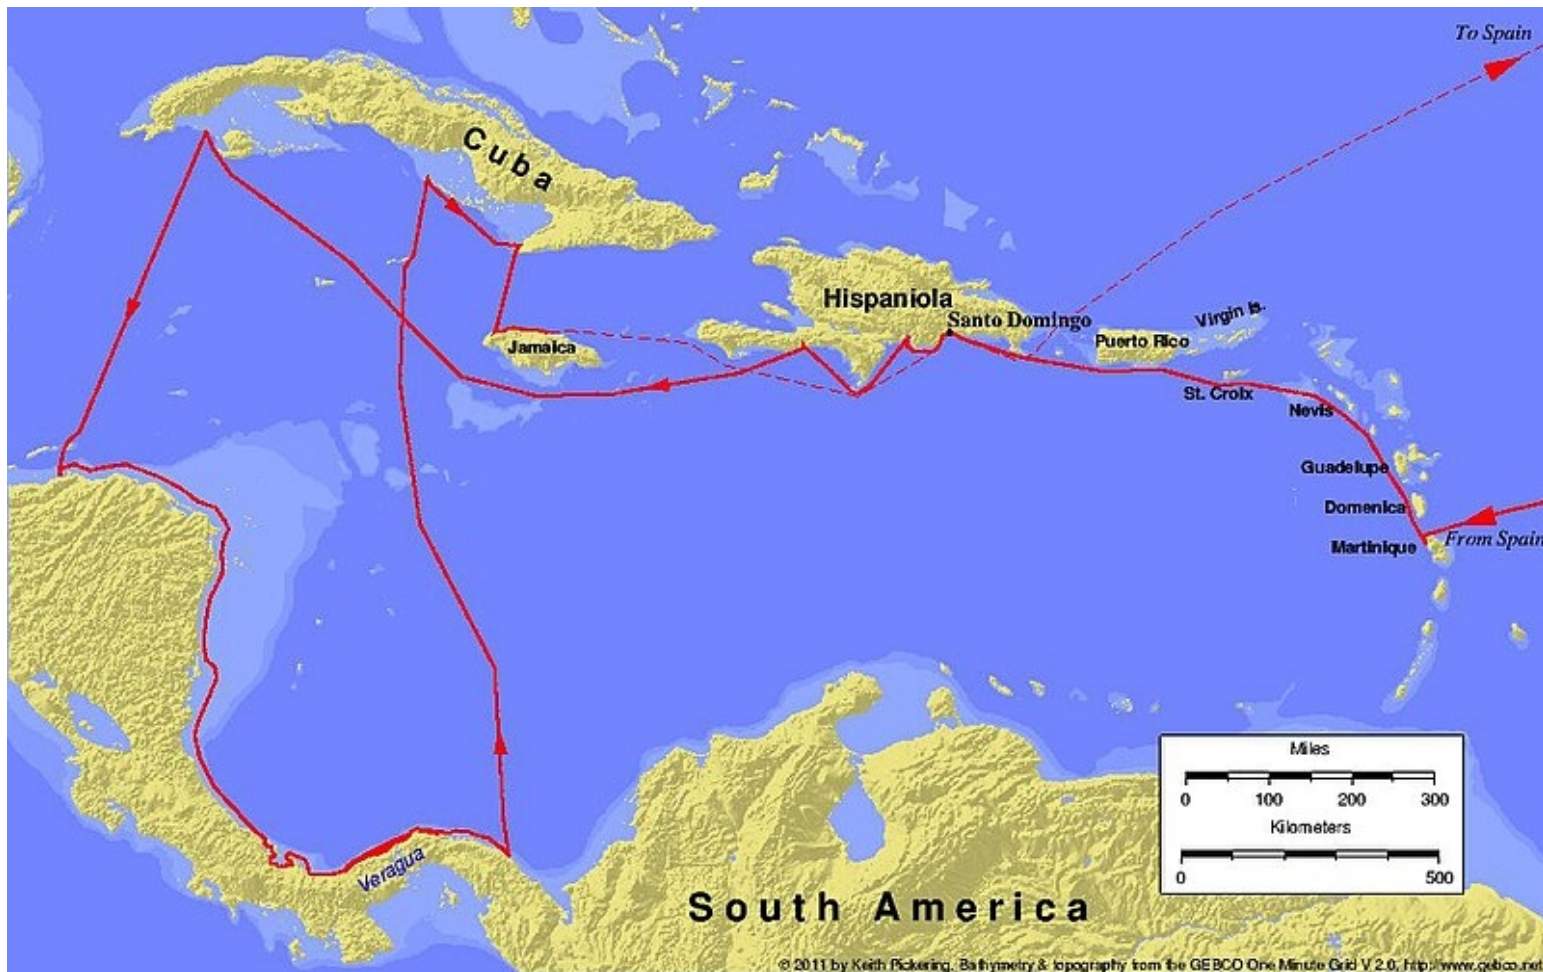 To Spain
Cuba
Hispaniola
Santo Domingo
Virgin Is.
Puerto Rico
Jamaica
St. Croix
Nevis
Guadelupe
Domenica
Martinique
From Spain
Miles
0 100 200 300
Kilometers
0 500
Veragua
South America
© 2011 by Keith Pickering. Bathymetry & topography from the GEBCO One Minute Grid V 2.0, http://www.gebco.net